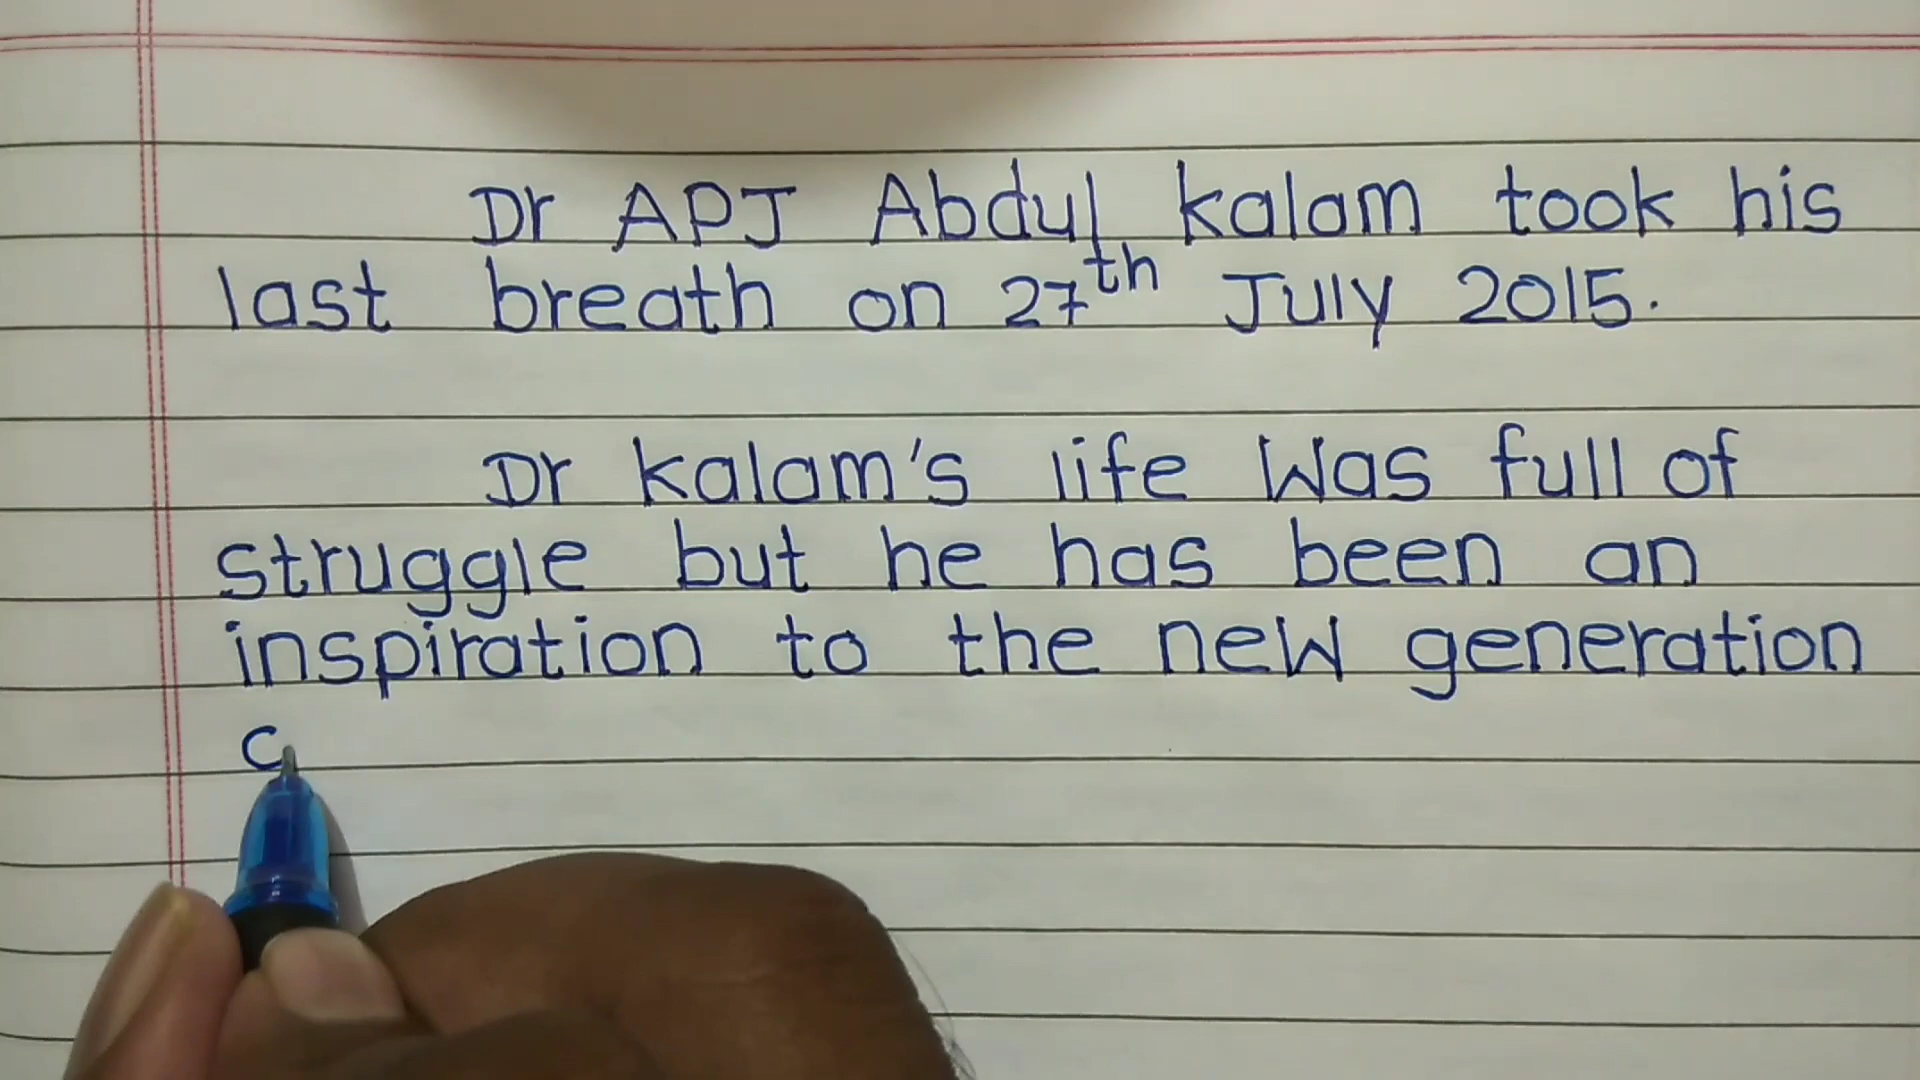 Dr APJ Abdul kalam took his
last breath on 27th July 2015.
Dr kalam's life was full of
struggle but he has been an
inspiration to the new generation